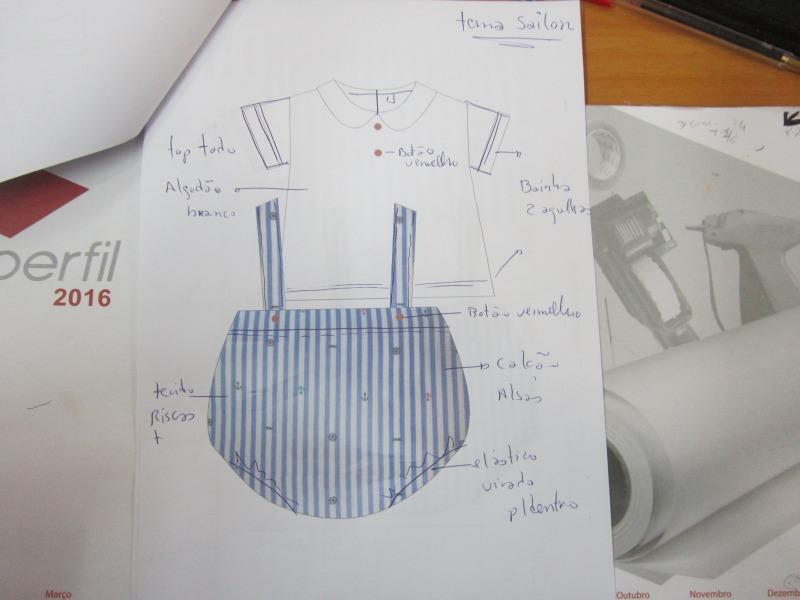 tema Sailor
top todo
Algodão
branco
Botão
vermelho
Bainha
2 agulhas
Botão vermelho
Calção
Alsas
tecido
Riscas
elástico
virado
p/dentro
perfil
2016
Março
Outubro
Novembro
Dezemb